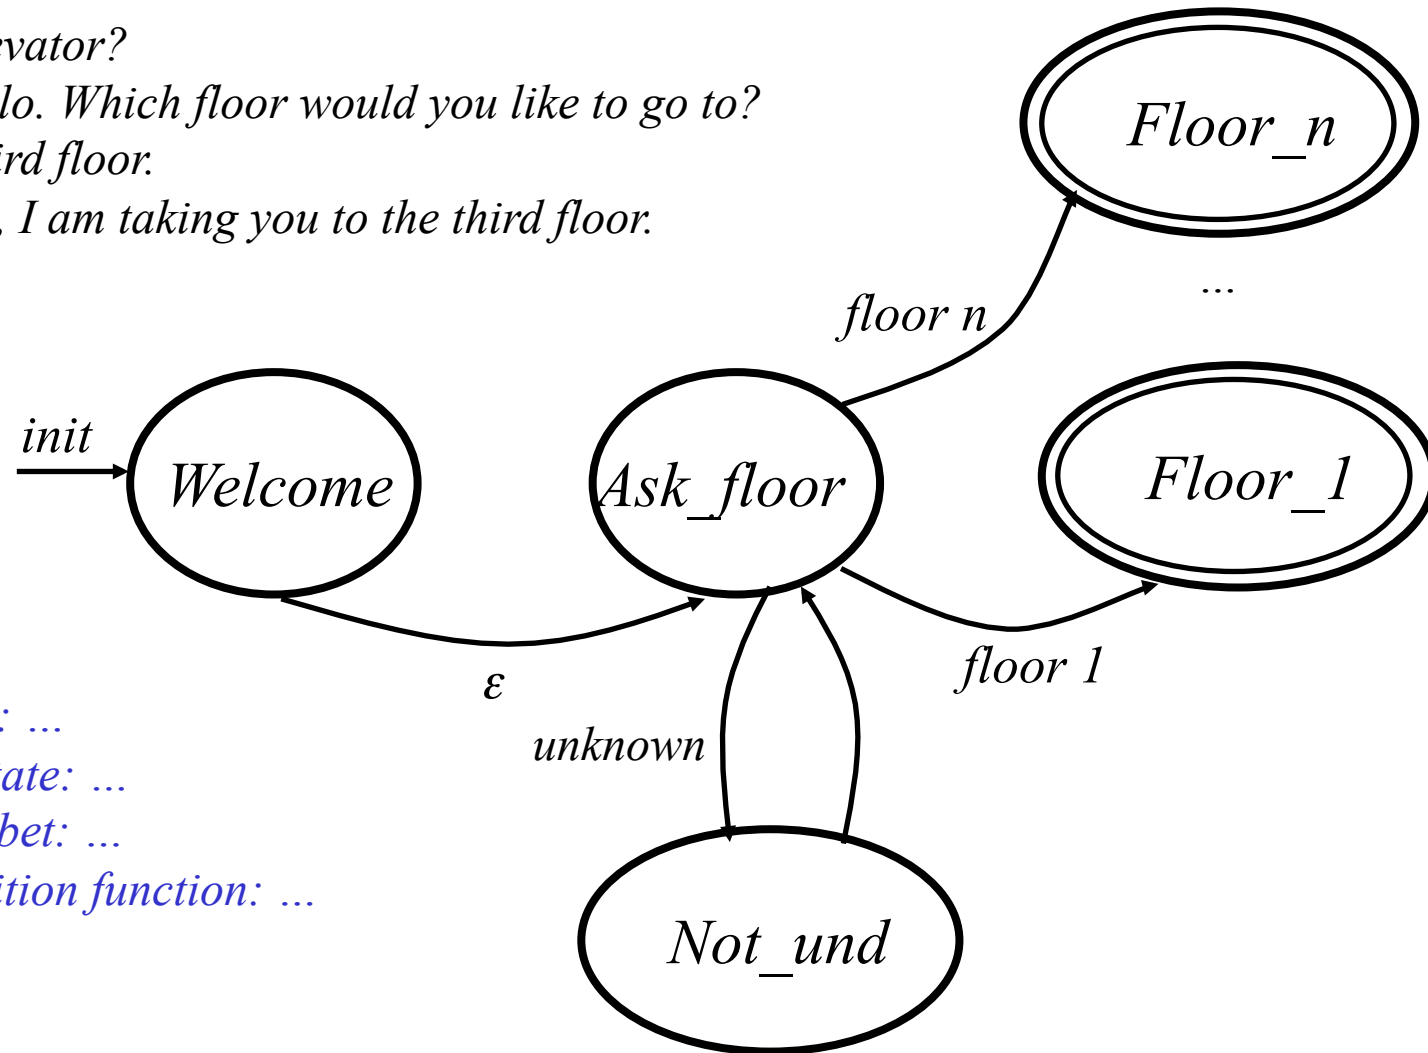 evator?
lo. Which floor would you like to go to?
ird floor.
, I am taking you to the third floor.
Floor_n
...
floor n
init
Welcome
Ask_floor
Floor_1
ε
floor 1
unknown
: ...
ate: ...
bet: ...
ition function: ...
Not_und